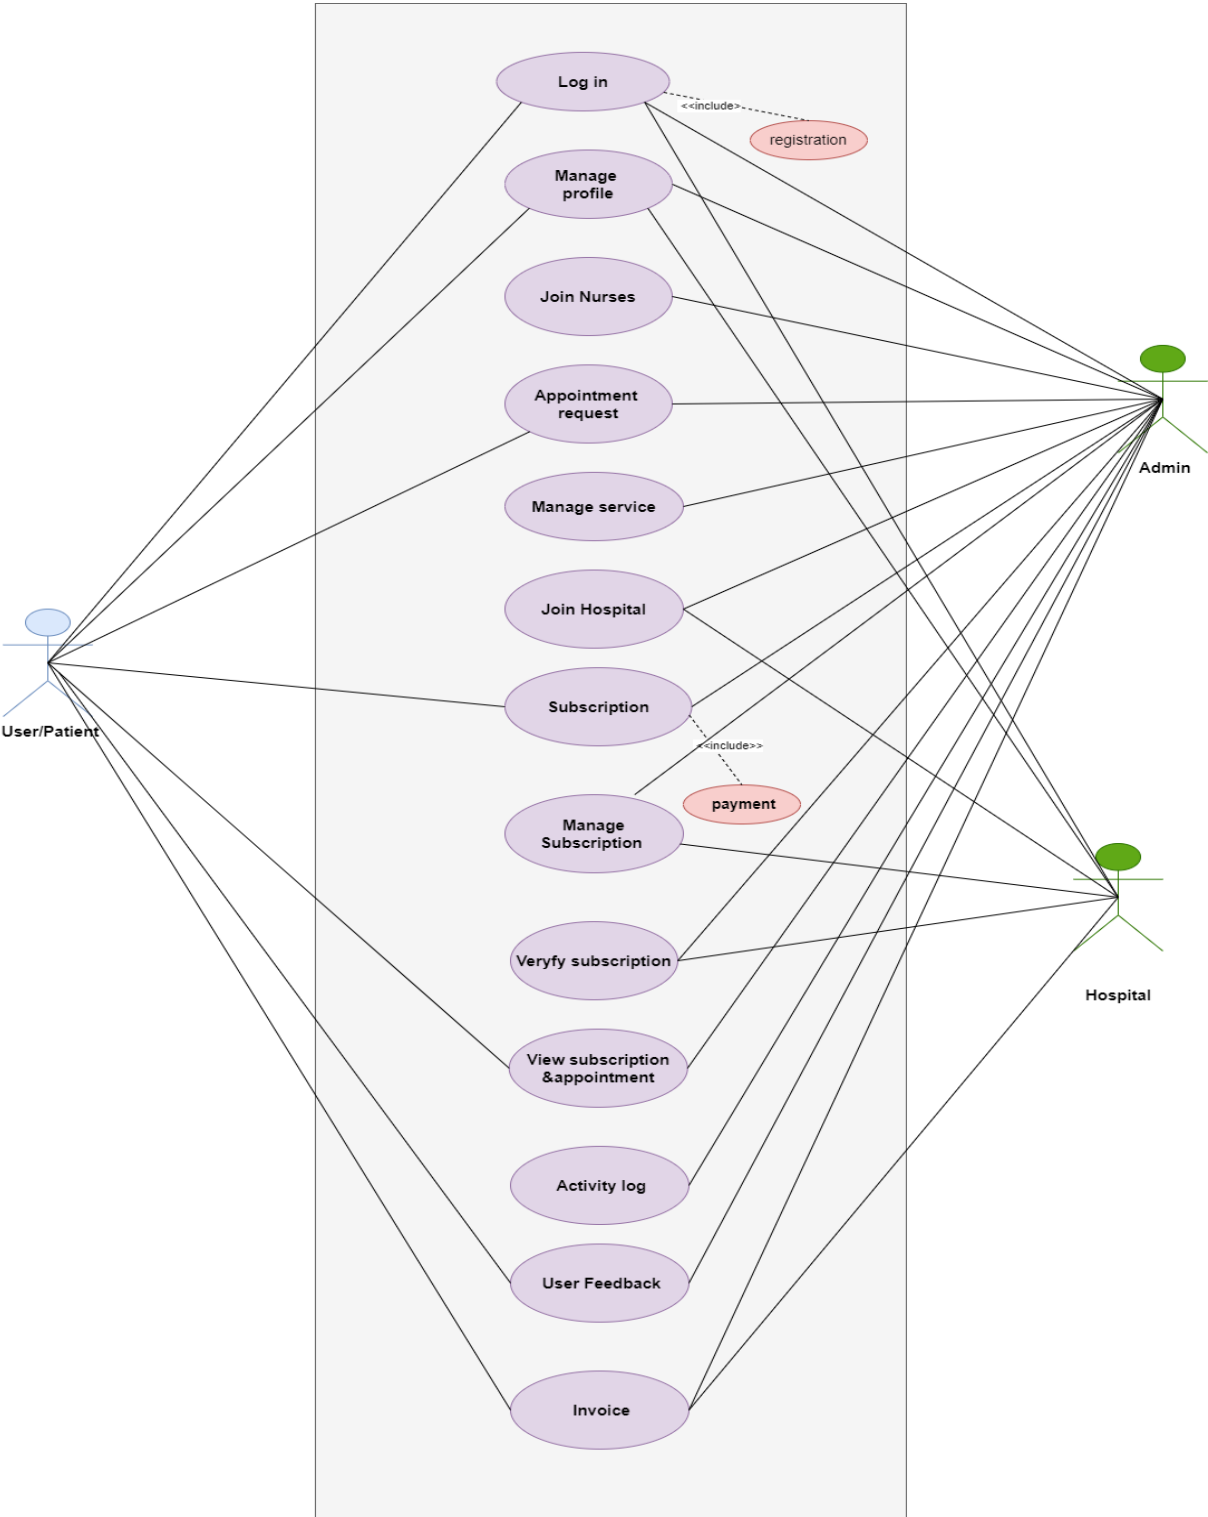 Log in
<<include>
registration
Manage
profile
Join Nurses
Appointment
request
Admin
Manage service
Join Hospital
Subscription
User/Patient
<<include>>
payment
Manage
Subscription
Veryfy subscription
Hospital
View subscription
&appointment
Activity log
User Feedback
Invoice